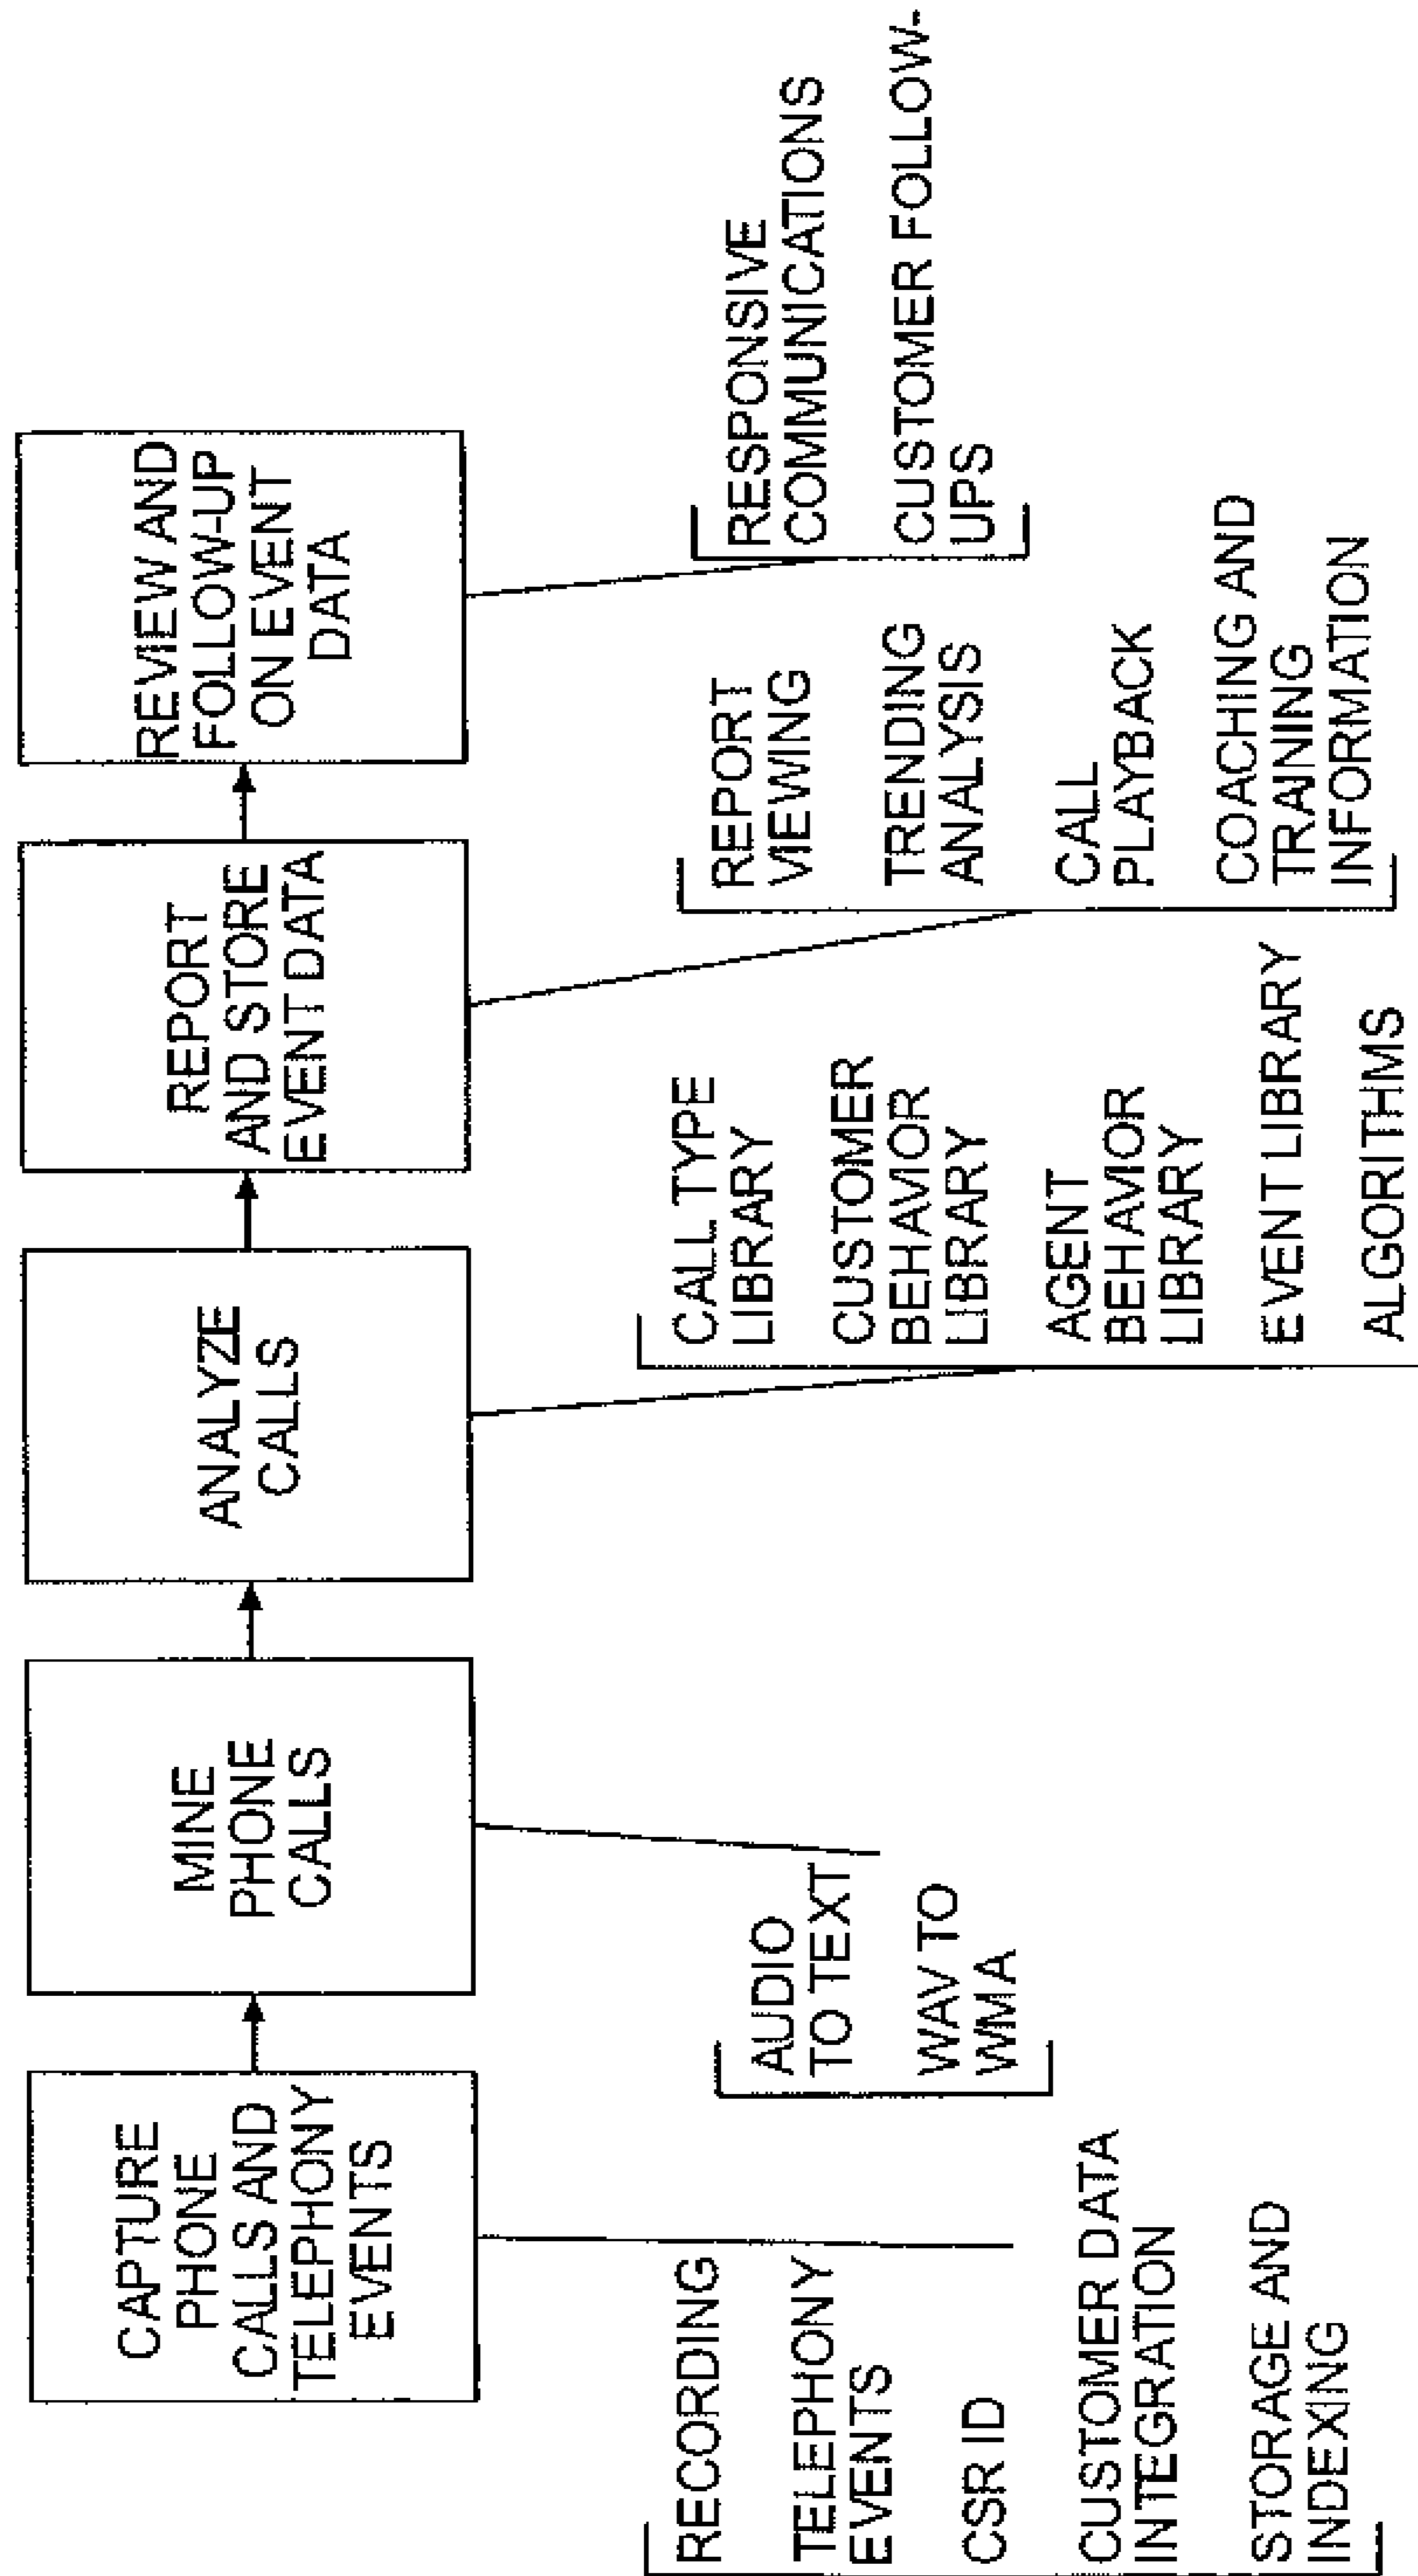 CAPTURE
PHONE
CALLS AND
TELEPHONY
EVENTS
MINE
PHONE
CALLS
ANALYZE
CALLS
REPORT
AND STORE
EVENT DATA
REVIEW AND
FOLLOW-UP
ON EVENT
DATA
RECORDING
TELEPHONY
EVENTS
CSR ID
CUSTOMER DATA
INTEGRATION
STORAGE AND
INDEXING
AUDIO
TO TEXT
WAV TO
WMA
CALL TYPE
LIBRARY
CUSTOMER
BEHAVIOR
LIBRARY
AGENT
BEHAVIOR
LIBRARY
EVENT LIBRARY
ALGORITHMS
REPORT
VIEWING
TRENDING
ANALYSIS
CALL
PLAYBACK
COACHING AND
TRAINING
INFORMATION
RESPONSIVE
COMMUNICATIONS
CUSTOMER FOLLOW-
UPS